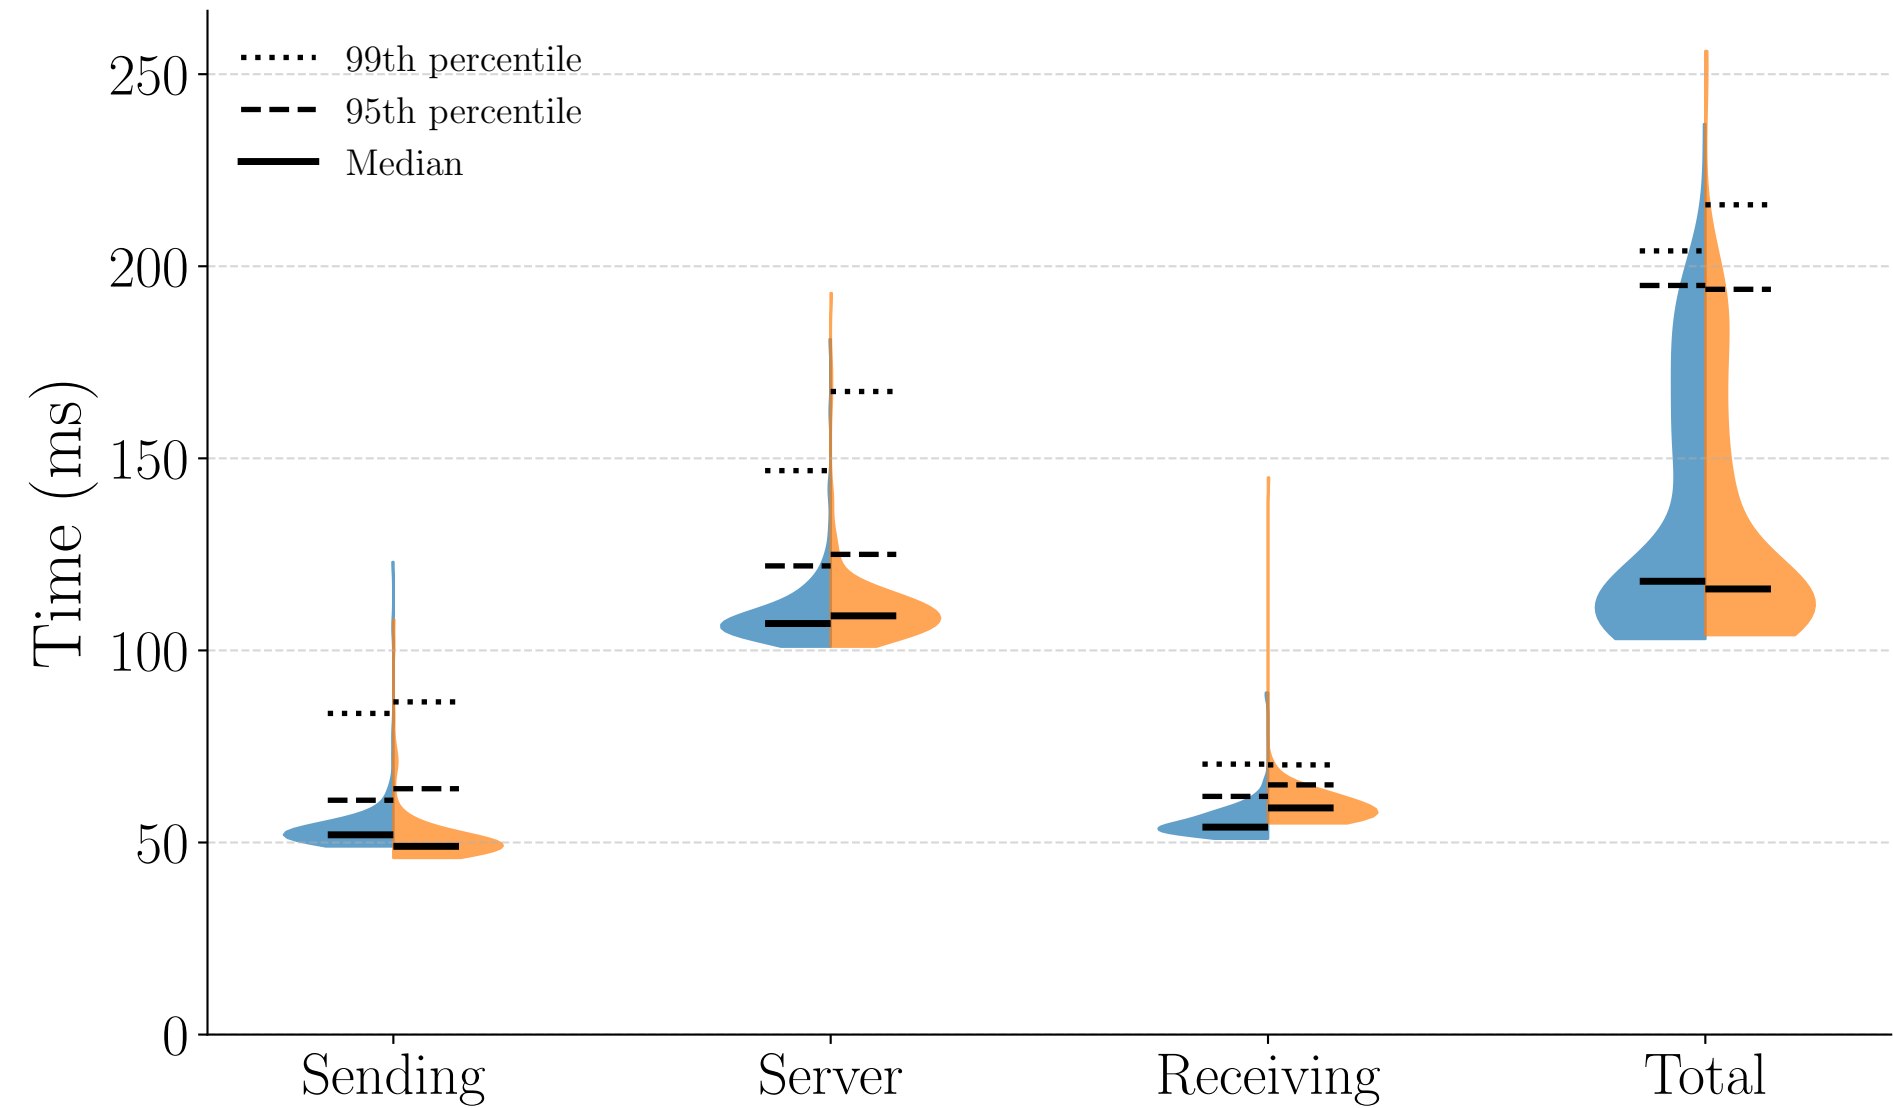 99th percentile
95th percentile
Median
Time (ms)
250
200
150
100
50
0
Sending Server Receiving Total